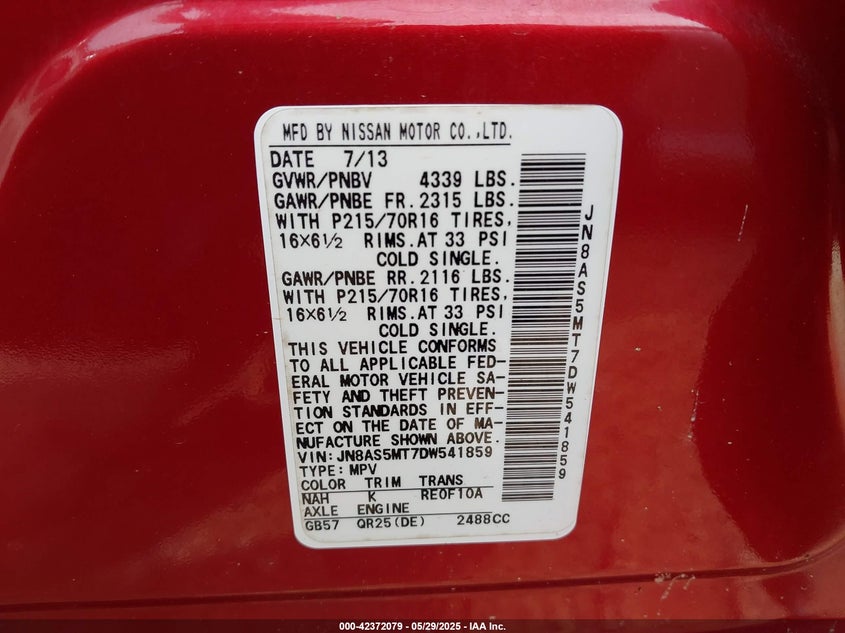 MFD BY NISSAN MOTOR CO.,LTD.
DATE 7/13
GVWR/PNBV 4339 LBS.
GAWR/PNBE FR. 2315 LBS.
WITH P215/70R16 TIRES,
16×6½ RIMS. AT 33 PSI
COLD SINGLE.
GAWR/PNBE RR. 2116 LBS.
WITH P215/70R16 TIRES,
16×6½ RIMS. AT 33 PSI
COLD SINGLE.
THIS VEHICLE CONFORMS
TO ALL APPLICABLE FED-
ERAL MOTOR VEHICLE SA-
FETY AND THEFT PREVEN-
TION STANDARDS IN EFF-
ECT ON THE DATE OF MA-
NUFACTURE SHOWN ABOVE.
VIN: JN8AS5MT7DW541859
TYPE: MPV
COLOR TRIM TRANS
NAH K RE0F10A
AXLE ENGINE
GB57 QR25(DE) 2488CC
JN8AS5MT7DW541859
000-42372079 - 05/29/2025 - IAA Inc.